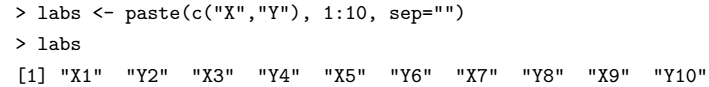 > labs <- paste(c("X","Y"), 1:10, sep="")
> labs
[1] "X1" "Y2" "X3" "Y4" "X5" "Y6" "X7" "Y8" "X9" "Y10"